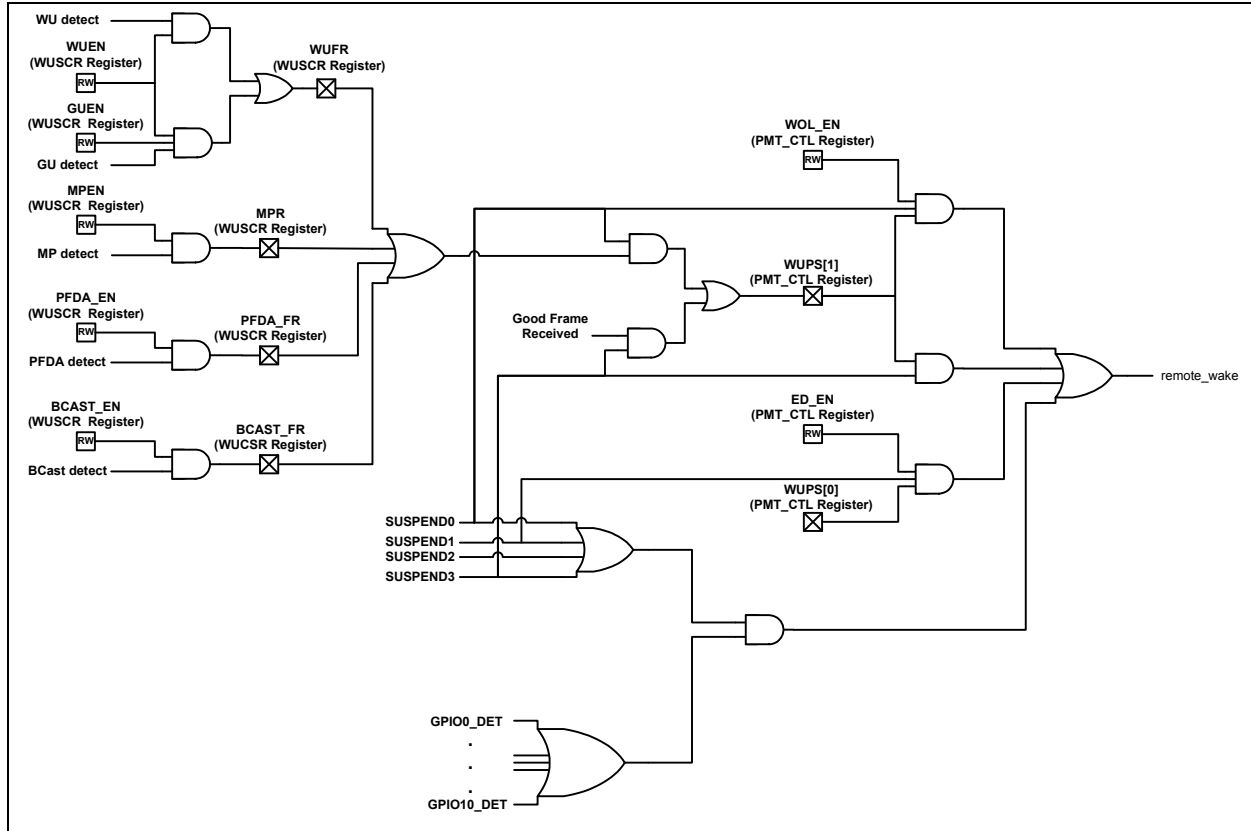 WU detect
WUEN
(WUSCR Register)
RW
GUEN
(WUSCR Register)
RW
GU detect
WUFR
(WUSCR Register)
MPEN
(WUSCR Register)
RW
MP detect
MPR
(WUSCR Register)
PFDA_EN
(WUSCR Register)
RW
PFDA detect
PFDA_FR
(WUSCR Register)
BCAST_EN
(WUSCR Register)
RW
BCast detect
BCAST_FR
(WUCSR Register)
WOL_EN
(PMT_CTL Register)
RW
WUPS[1]
(PMT_CTL Register)
Good Frame
Received
ED_EN
(PMT_CTL Register)
RW
WUPS[0]
(PMT_CTL Register)
remote_wake
SUSPEND0
SUSPEND1
SUSPEND2
SUSPEND3
GPIO0_DET
.
.
.
GPIO10_DET